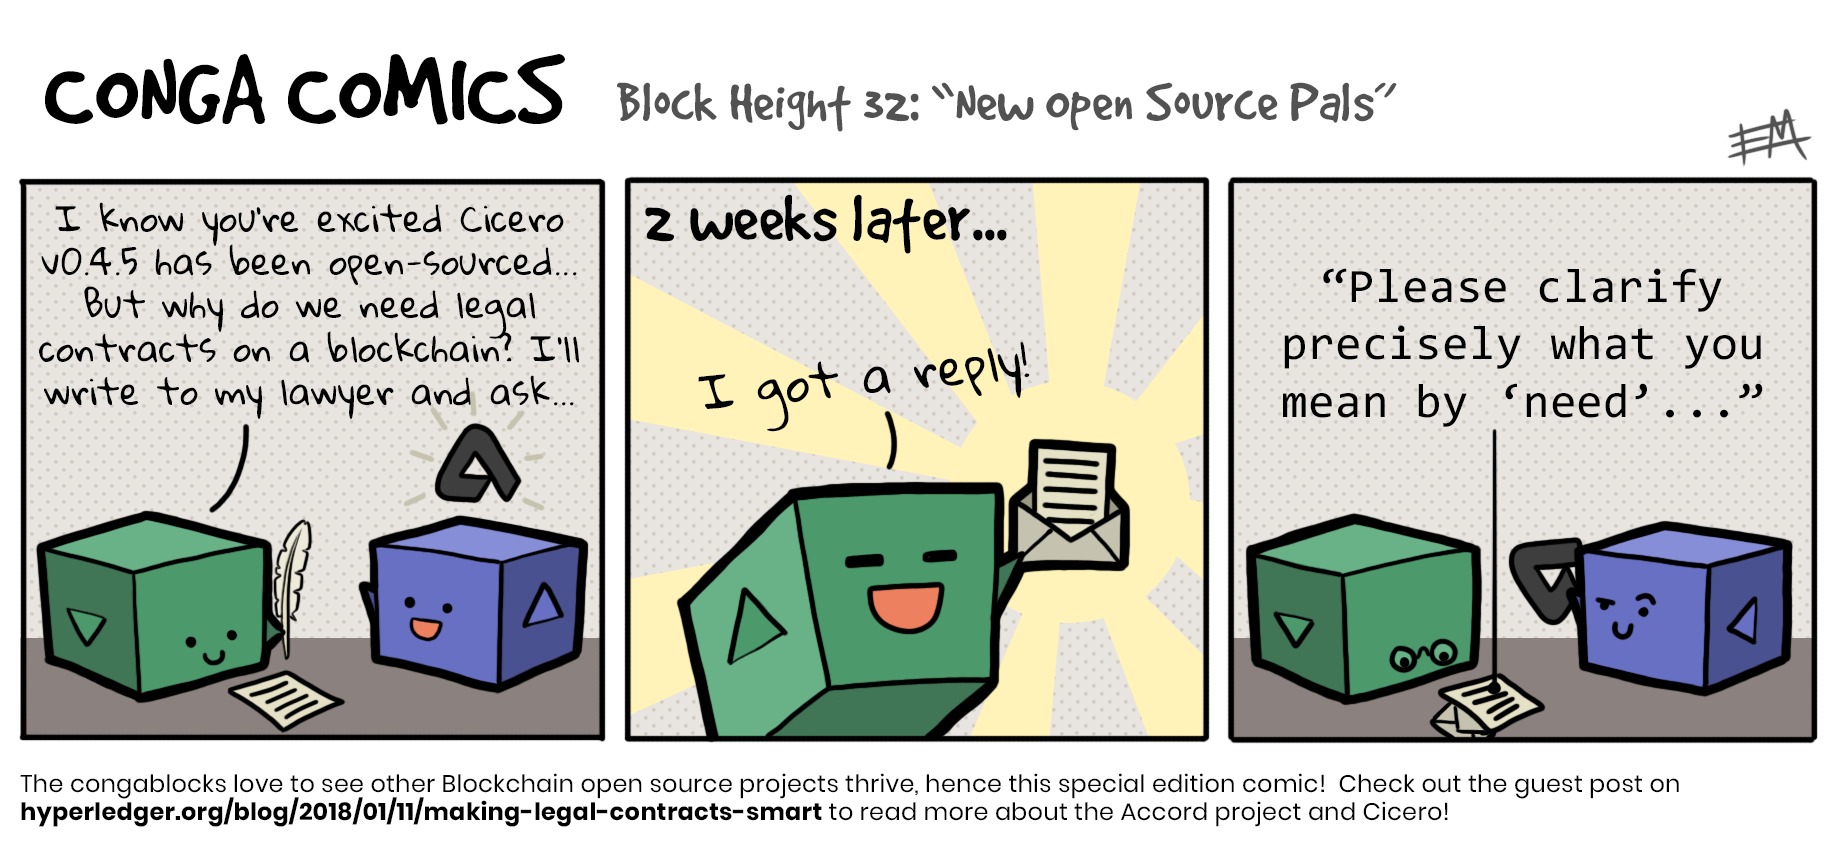 CONGA COMICS
Block Height 32: “New Open Source Pals”
EM
I know you're excited Cicero
v0.4.5 has been open-sourced...
But why do we need legal
contracts on a blockchain? I'll
write to my lawyer and ask...
2 weeks later...
I got a reply!
“Please clarify
precisely what you
mean by ‘need’...”
The congablocks love to see other Blockchain open source projects thrive, hence this special edition comic!  Check out the guest post on
hyperledger.org/blog/2018/01/11/making-legal-contracts-smart to read more about the Accord project and Cicero!